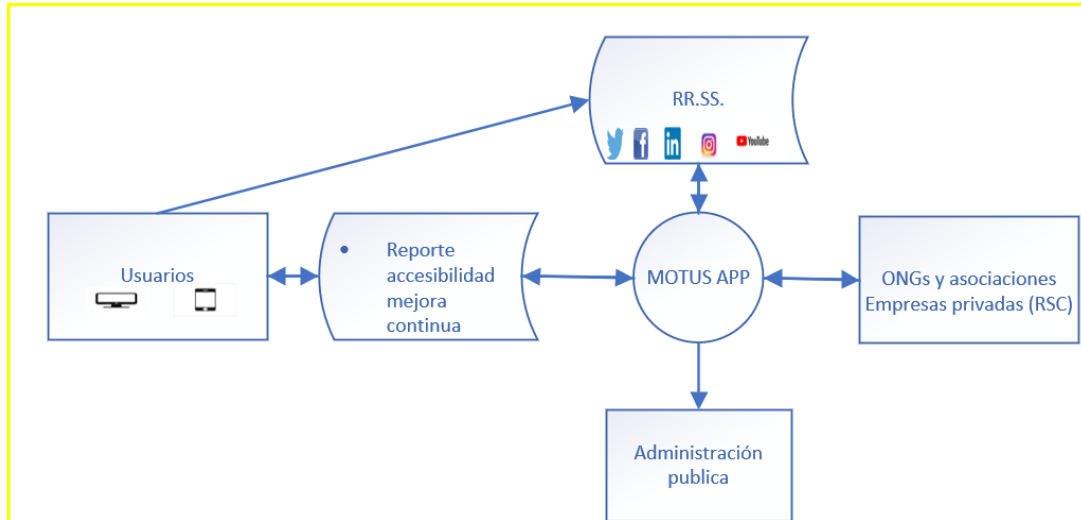 RR.SS.
YouTube
Usuarios
• Reporte
accesibilidad
mejora
continua
MOTUS APP
ONGs y asociaciones
Empresas privadas (RSC)
Administración
publica